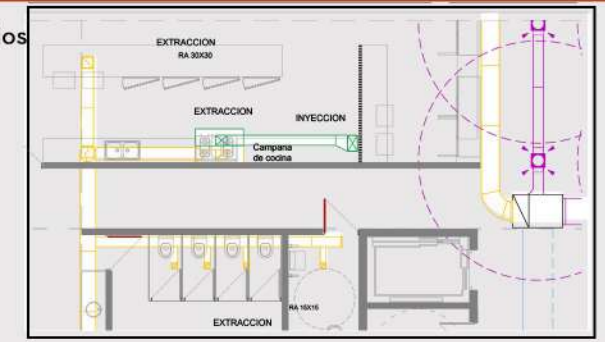 OS
EXTRACCION
RA 30X30
EXTRACCION
INYECCION
Campana
de cocina
RA 15X15
EXTRACCION